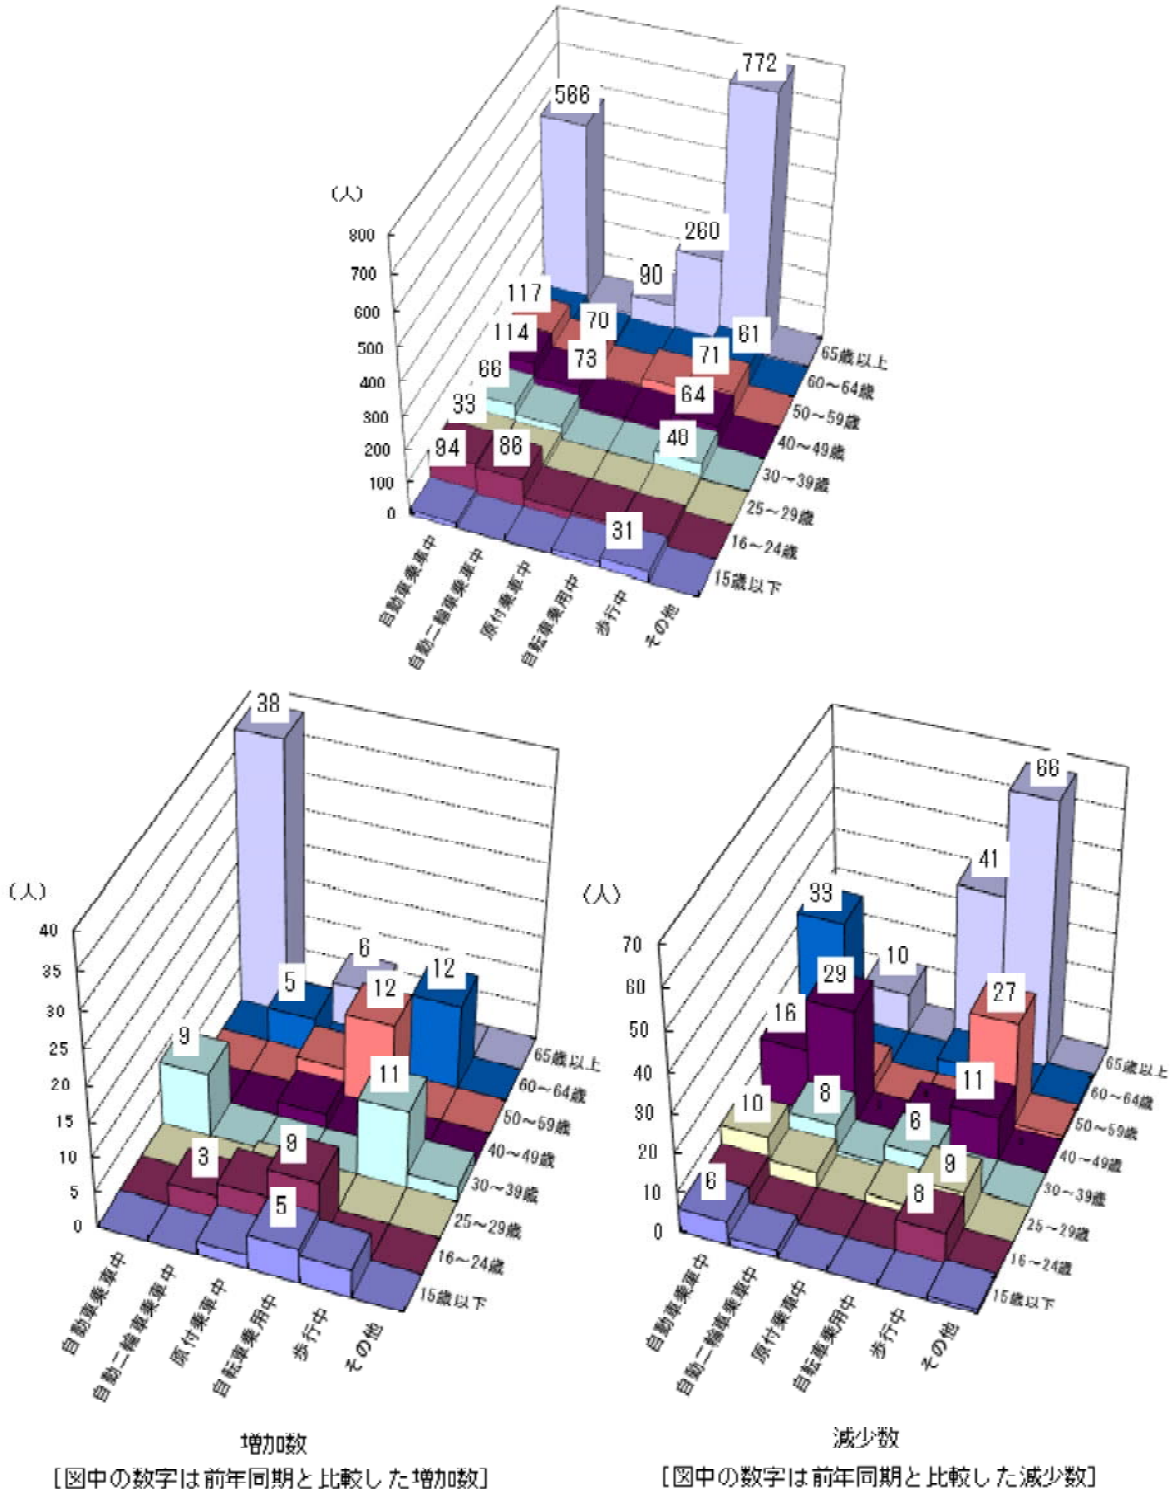 772
566
(人)
800
260
700
90
600
117
70
61
500
114
73
71
65歳以上
400
66
64
60～64歳
300
33
50～59歳
200
94
86
46
40～49歳
100
30～39歳
0
31
25～29歳
16～24歳
15歳以下
自動車乗車中
自動二輪車乗車中
原付乗車中
自転車乗用中
歩行中
その他
38
(人)
40
35
6
30
5
12
12
25
9
65歳以上
20
11
60～64歳
15
50～59歳
10
3
9
40～49歳
5
30～39歳
0
5
25～29歳
16～24歳
15歳以下
自動車乗車中
自動二輪車乗車中
原付乗車中
自転車乗用中
歩行中
その他
増加数
[図中の数字は前年同期と比較した増加数]
66
41
(人)
33
70
10
60
29
27
50
16
65歳以上
40
11
60～64歳
30
10
8
6
50～59歳
20
9
40～49歳
10
6
8
30～39歳
0
25～29歳
16～24歳
15歳以下
自動車乗車中
自動二輪車乗車中
原付乗車中
自転車乗用中
歩行中
その他
減少数
[図中の数字は前年同期と比較した減少数]